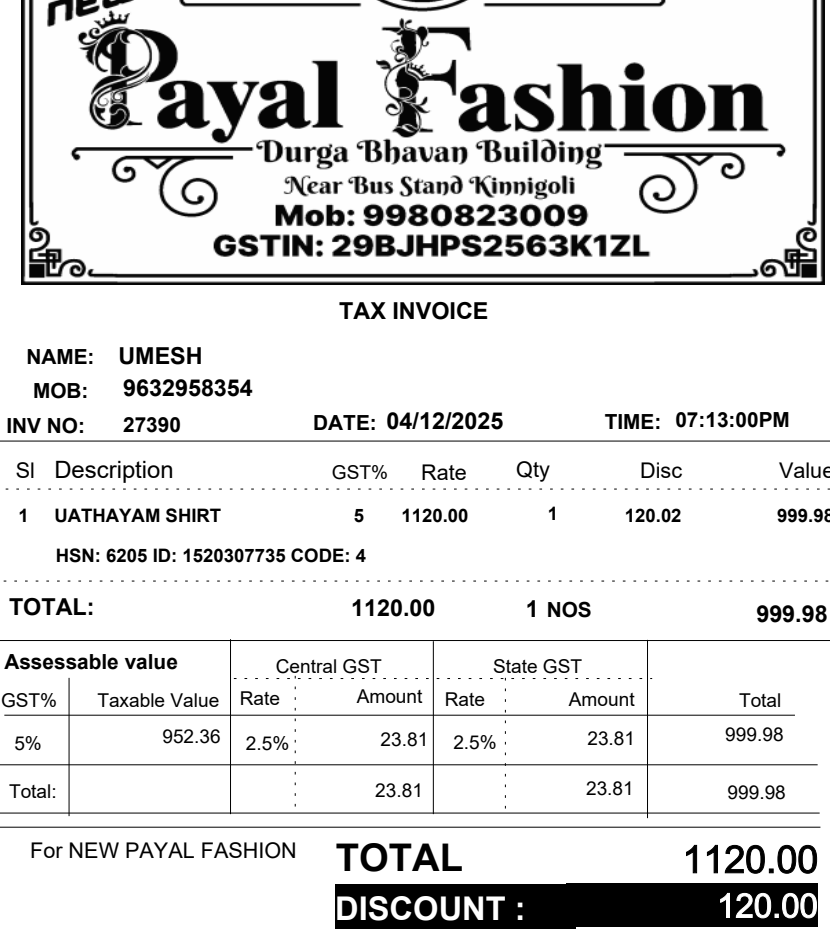 new
Payal Fashion
Durga Bhavan Building
Near Bus Stand Kinnigoli
Mob: 9980823009
GSTIN: 29BJHPS2563K1ZL
TAX INVOICE
NAME: UMESH
MOB: 9632958354
INV NO: 27390 DATE: 04/12/2025 TIME: 07:13:00PM
Sl Description GST% Rate Qty Disc Value
1 UATHAYAM SHIRT 5 1120.00 1 120.02 999.98
HSN: 6205 ID: 1520307735 CODE: 4
TOTAL: 1120.00 1 NOS 999.98
Assessable value Central GST State GST
GST% Taxable Value Rate Amount Rate Amount Total
5% 952.36 2.5% 23.81 2.5% 23.81 999.98
Total: 23.81 23.81 999.98
For NEW PAYAL FASHION TOTAL 1120.00
DISCOUNT : 120.00